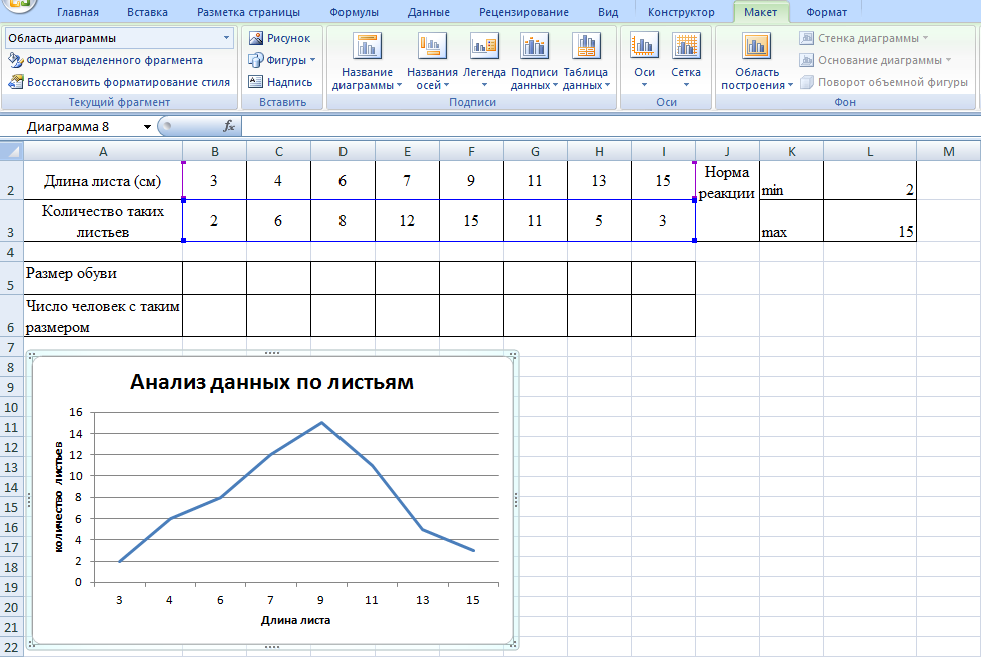 Главная Вставка Разметка страницы Формулы Данные Рецензирование Вид Конструктор Макет Формат
Область диаграммы
Формат выделенного фрагмента
Восстановить форматирование стиля
Текущий фрагмент
Рисунок
Фигуры
Надпись
Вставить
Название диаграммы
Названия осей
Легенда
Подписи данных
Таблица данных
Подписи
Оси
Сетка
Оси
Область построения
Стенка диаграммы
Основание диаграммы
Поворот объемной фигуры
Фон
Диаграмма 8 fx
A B C D E F G H I J K L M
2 Длина листа (см) 3 4 6 7 9 11 13 15 Норма реакции min 2
3 Количество таких листьев 2 6 8 12 15 11 5 3 max 15
4
5 Размер обуви
6 Число человек с таким размером
7
8
9
10
11
12
13
14
15
16
17
18
19
20
21
22
Анализ данных по листьям
16
14
12
10
8
6
4
2
0
количество листьев
3 4 6 7 9 11 13 15
Длина листа